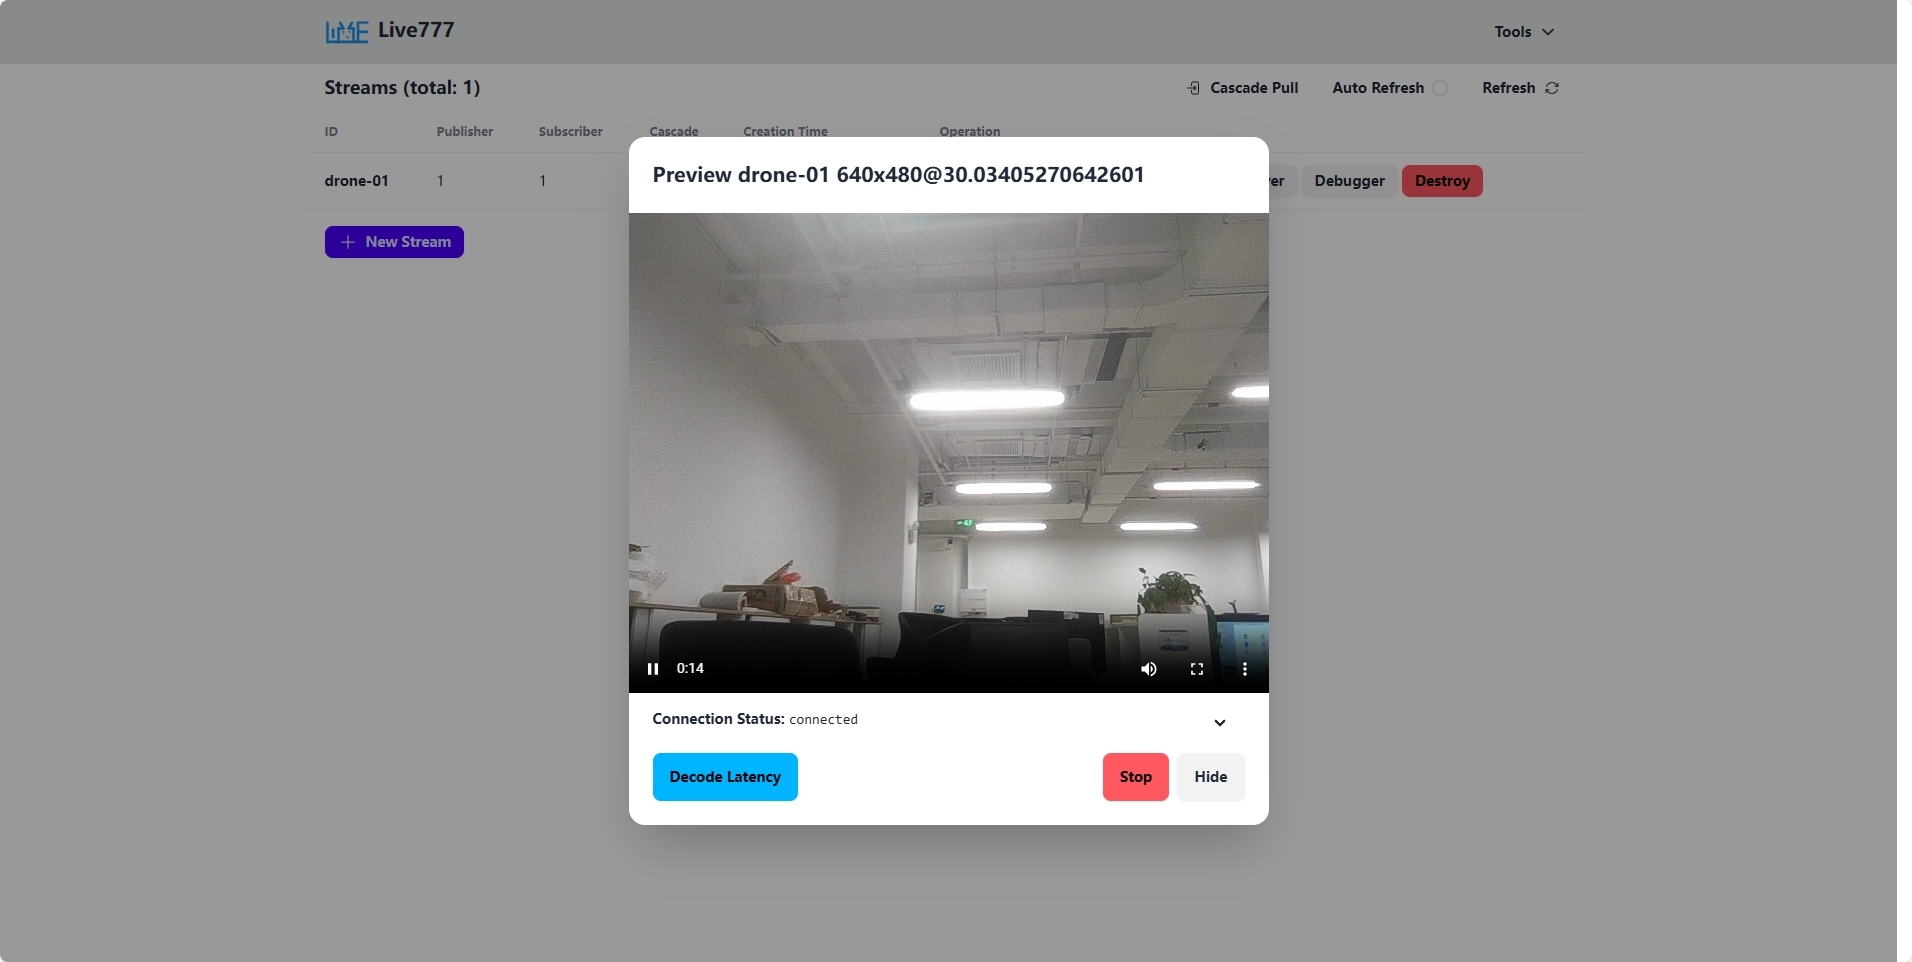 Live777
Tools
Streams (total: 1)
Cascade Pull
Auto Refresh
Refresh
ID Publisher Subscriber Cascade Creation Time Operation
drone-01 1 1 er Debugger Destroy
New Stream
Preview drone-01 640x480@30.03405270642601
0:14
Connection Status: connected
Decode Latency
Stop
Hide